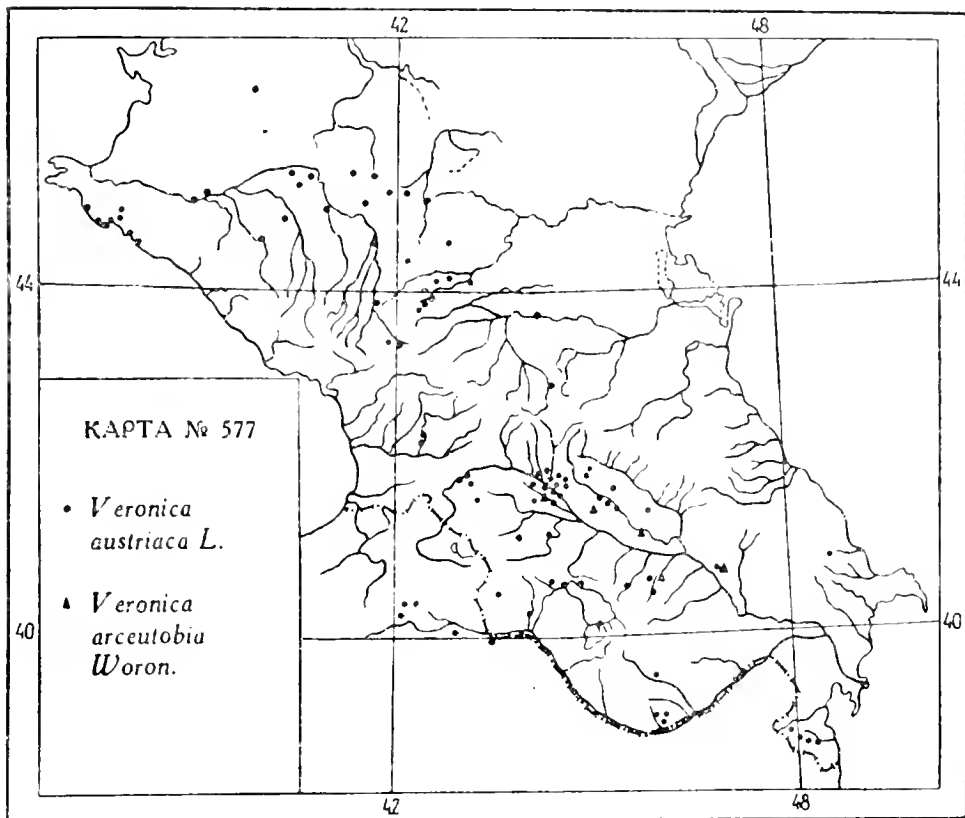 42 48
44 44
КАРТА № 577
• Veronica
austriaca L.
▲ Veronica
arceutobia
Woron.
40 40
42 48